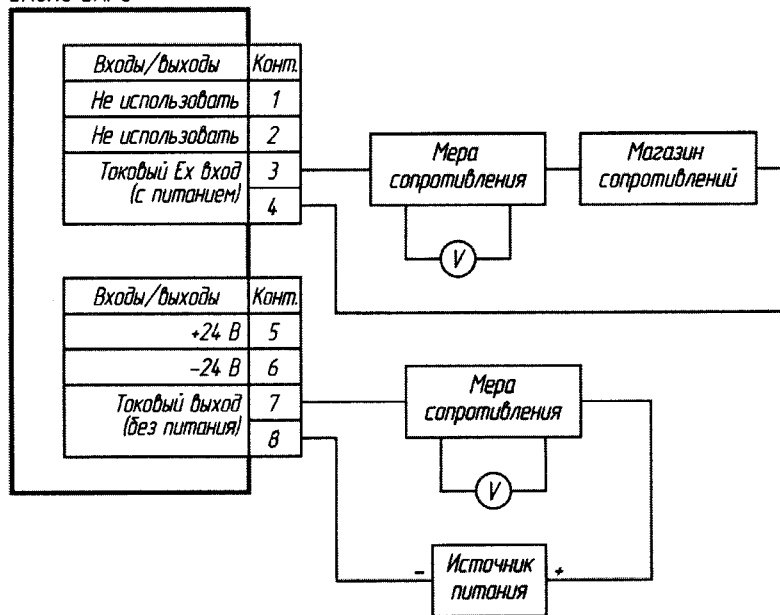 Входы/выходы Конт.
Не использовать 1
Не использовать 2
Токовый Ex вход 3
(с питанием)
4
Мера
сопротивления
Магазин
сопротивлений
V
Входы/выходы Конт.
+24 В 5
-24 В 6
Токовый выход 7
(без питания)
8
Мера
сопротивления
V
- Источник +
питания